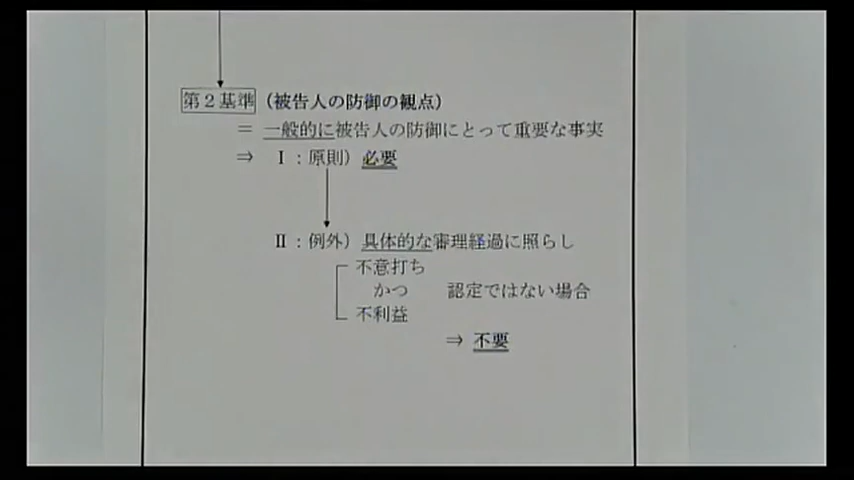 第２基準（被告人の防御の観点）
＝ 一般的に被告人の防御にとって重要な事実
⇒ Ⅰ：原則）必要
Ⅱ：例外）具体的な審理経過に照らし
不意打ち
かつ 認定ではない場合
不利益
⇒ 不要